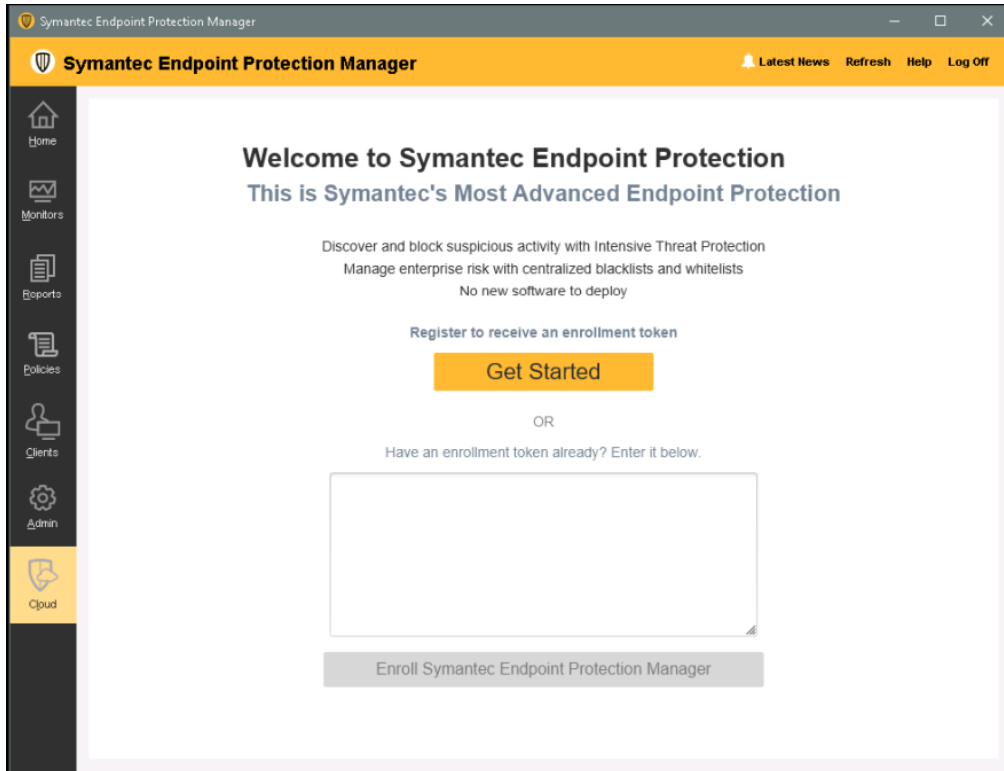 Symantec Endpoint Protection Manager
Symantec Endpoint Protection Manager
Latest News Refresh Help Log Off
Home
Monitors
Reports
Policies
Clients
Admin
Cloud
Welcome to Symantec Endpoint Protection
This is Symantec's Most Advanced Endpoint Protection
Discover and block suspicious activity with Intensive Threat Protection
Manage enterprise risk with centralized blacklists and whitelists
No new software to deploy
Register to receive an enrollment token
Get Started
OR
Have an enrollment token already? Enter it below.
Enroll Symantec Endpoint Protection Manager